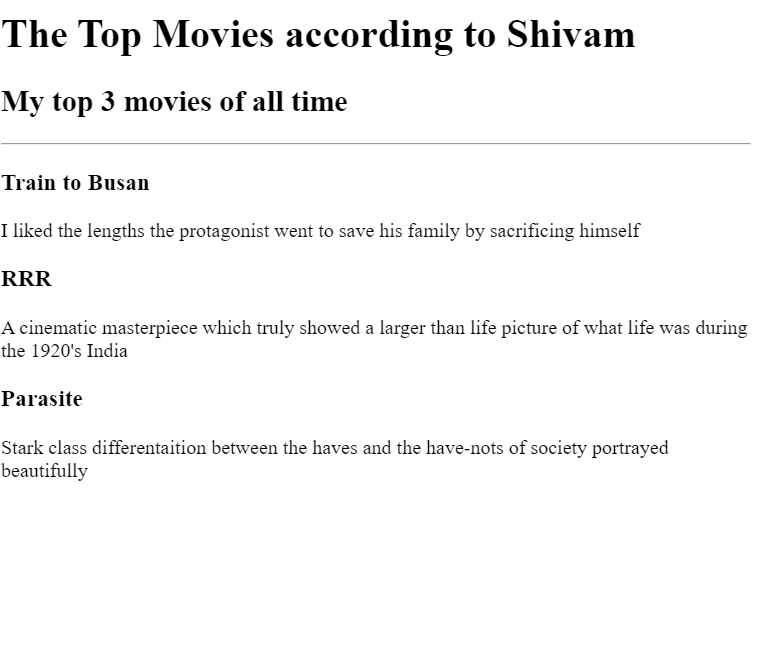 The Top Movies according to Shivam
My top 3 movies of all time
Train to Busan
I liked the lengths the protagonist went to save his family by sacrificing himself
RRR
A cinematic masterpiece which truly showed a larger than life picture of what life was during
the 1920's India
Parasite
Stark class differentaition between the haves and the have-nots of society portrayed
beautifully